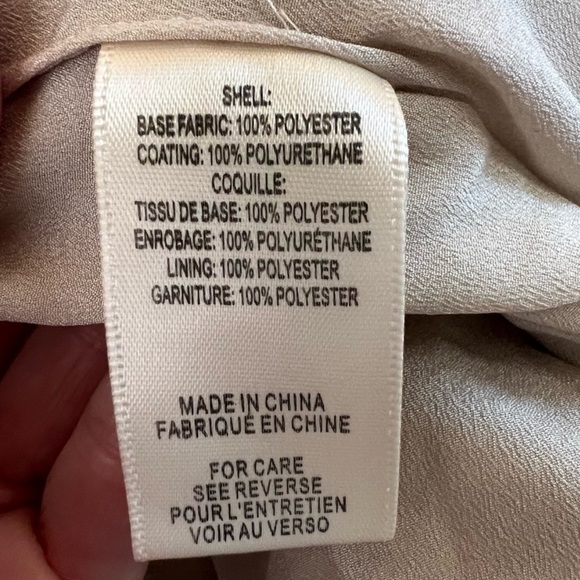 SHELL:
BASE FABRIC: 100% POLYESTER
COATING: 100% POLYURETHANE
COQUILLE:
TISSU DE BASE: 100% POLYESTER
ENROBAGE: 100% POLYURÉTHANE
LINING: 100% POLYESTER
GARNITURE: 100% POLYESTER
MADE IN CHINA
FABRIQUÉ EN CHINE
FOR CARE
SEE REVERSE
POUR L'ENTRETIEN
VOIR AU VERSO